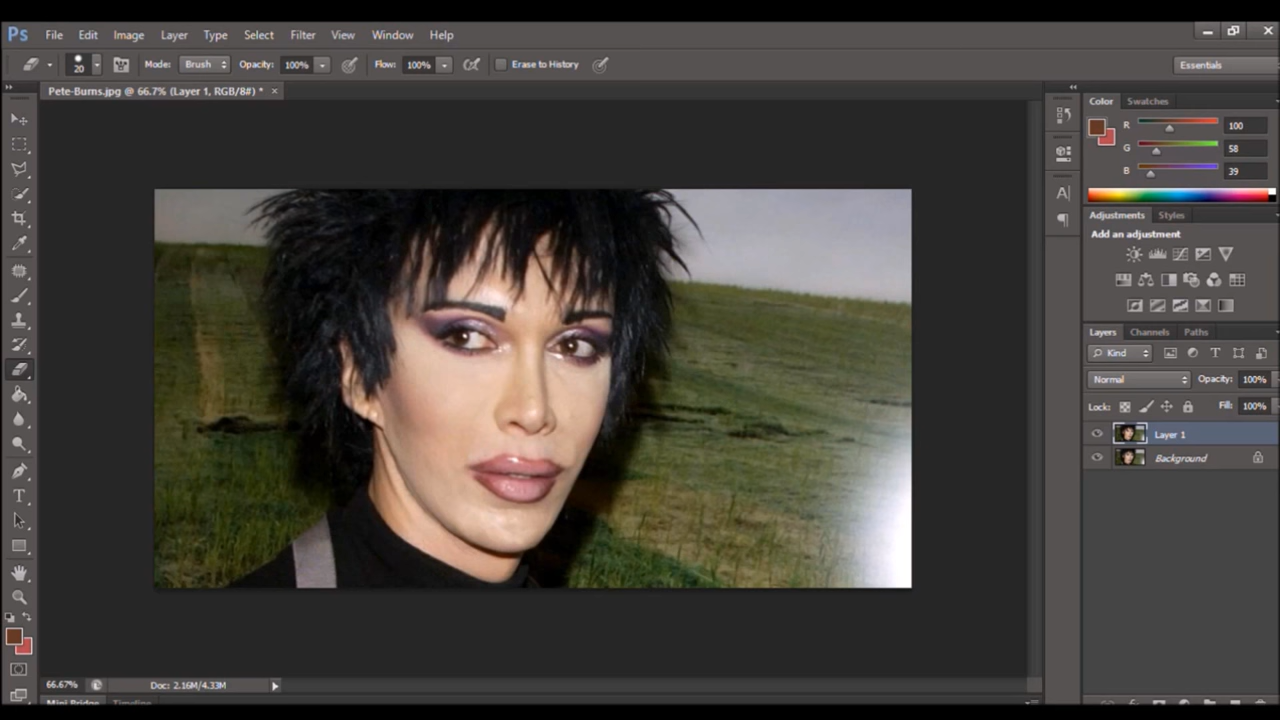 Ps File Edit Image Layer Type Select Filter View Window Help
20 Mode: Brush Opacity: 100% Flow: 100% Erase to History Essentials
Pete-Burns.jpg @ 66.7% (Layer 1, RGB/8#) * ×
Color Swatches
R 100
G 58
B 39
Adjustments Styles
Add an adjustment
Layers Channels Paths
Kind
Normal Opacity: 100%
Lock: Fill: 100%
Layer 1
Background
66.67% Doc: 2.16M/4.33M
Mini Bridge Timeline